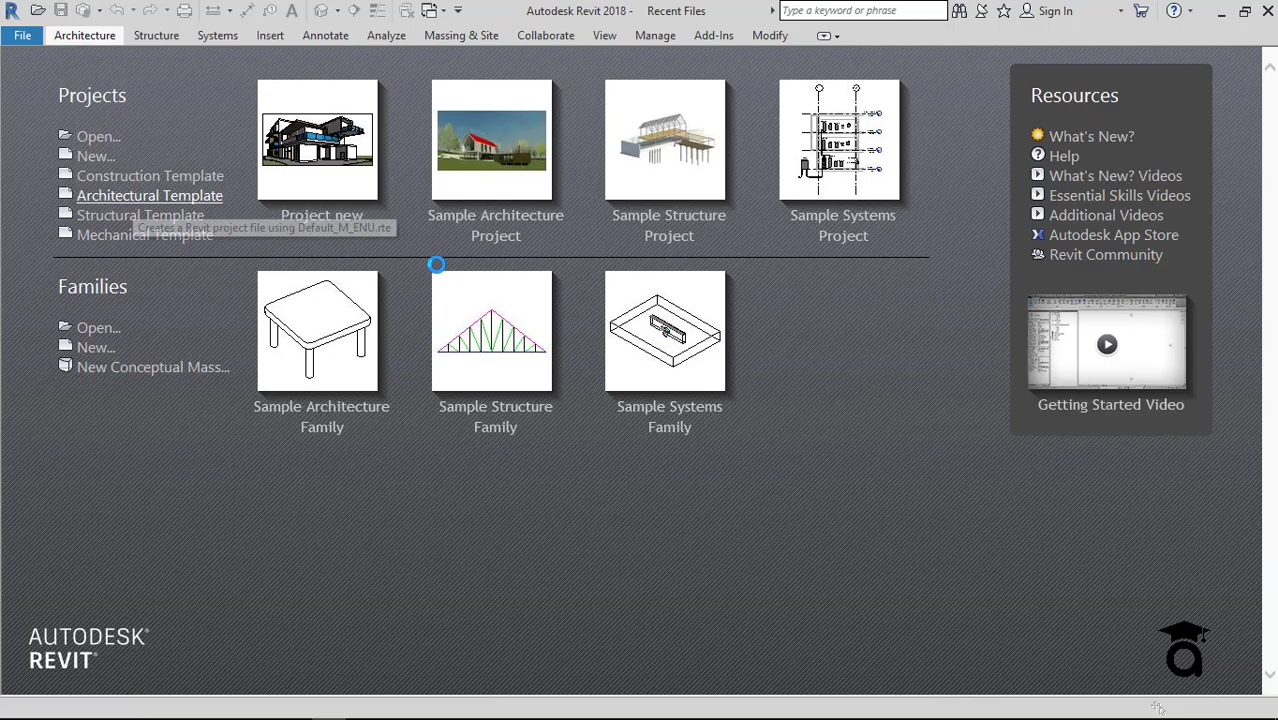 Autodesk Revit 2018 - Recent Files
Type a keyword or phrase
Sign In
File
Architecture
Structure
Systems
Insert
Annotate
Analyze
Massing & Site
Collaborate
View
Manage
Add-Ins
Modify
Projects
Open...
New...
Construction Template
Architectural Template
Structural Template
Mechanical Template
Creates a Revit project file using Default_M_ENU.rte
Project new
Sample Architecture
Project
Sample Structure
Project
Sample Systems
Project
Families
Open...
New...
New Conceptual Mass...
Sample Architecture
Family
Sample Structure
Family
Sample Systems
Family
Resources
What's New?
Help
What's New? Videos
Essential Skills Videos
Additional Videos
Autodesk App Store
Revit Community
Getting Started Video
AUTODESK®
REVIT®